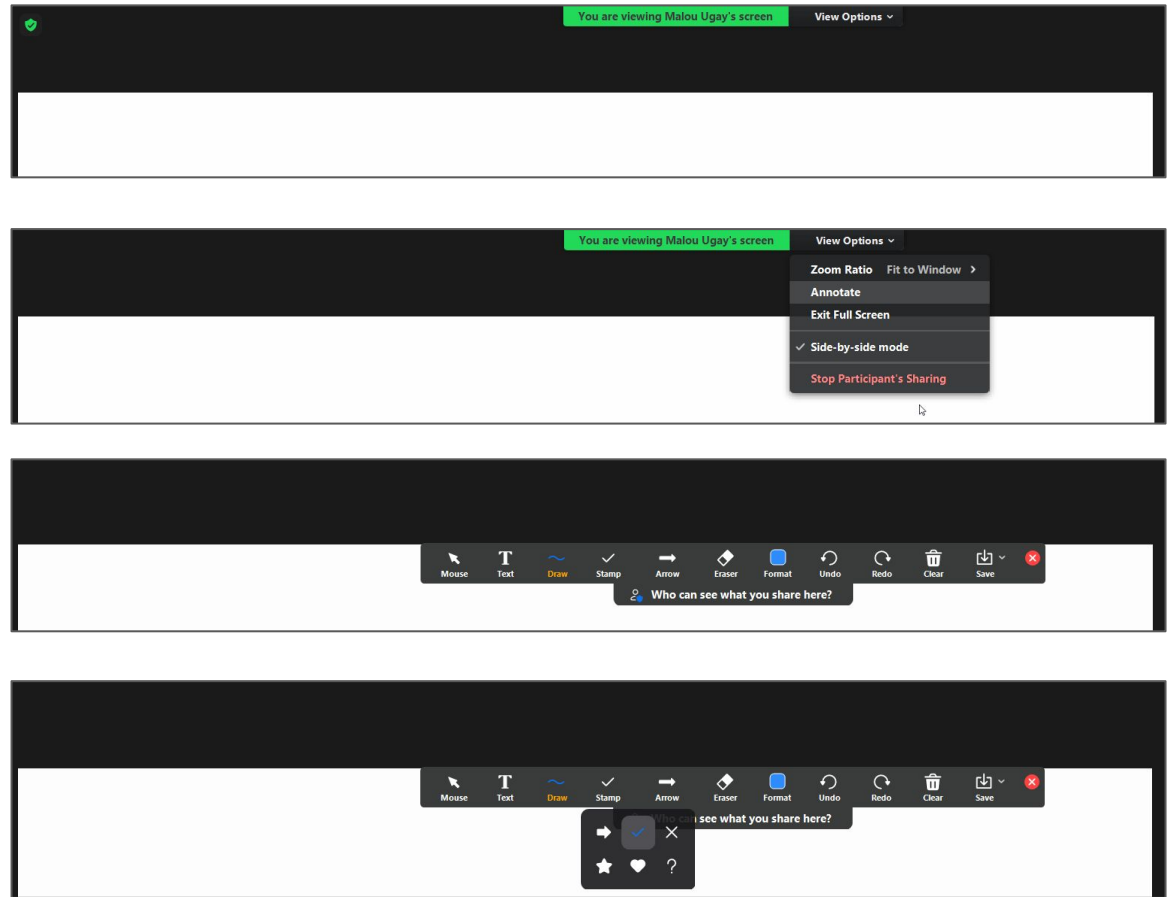 You are viewing Malou Ugay's screen View Options
You are viewing Malou Ugay's screen View Options
Zoom Ratio Fit to Window
Annotate
Exit Full Screen
Side-by-side mode
Stop Participant's Sharing
Mouse Text Draw Stamp Arrow Eraser Format Undo Redo Clear Save
Who can see what you share here?
Mouse Text Draw Stamp Arrow Eraser Format Undo Redo Clear Save
Who can see what you share here?